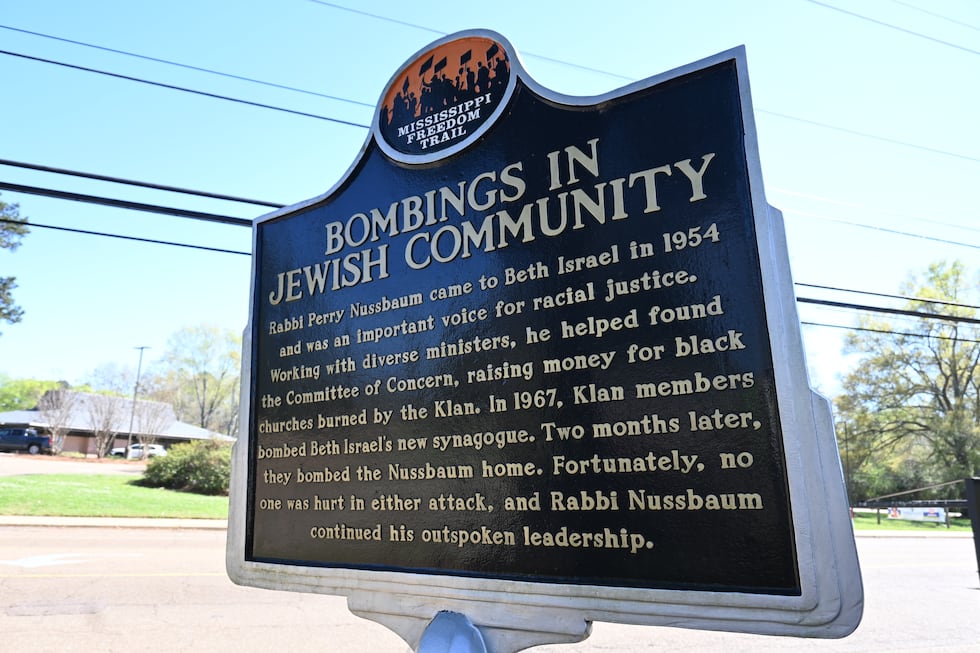 MISSISSIPPI
FREEDOM
TRAIL
BOMBINGS IN
JEWISH COMMUNITY
Rabbi Perry Nussbaum came to Beth Israel in 1954
and was an important voice for racial justice.
Working with diverse ministers, he helped found
the Committee of Concern, raising money for black
churches burned by the Klan. In 1967, Klan members
bombed Beth Israel's new synagogue. Two months later,
they bombed the Nussbaum home. Fortunately, no
one was hurt in either attack, and Rabbi Nussbaum
continued his outspoken leadership.